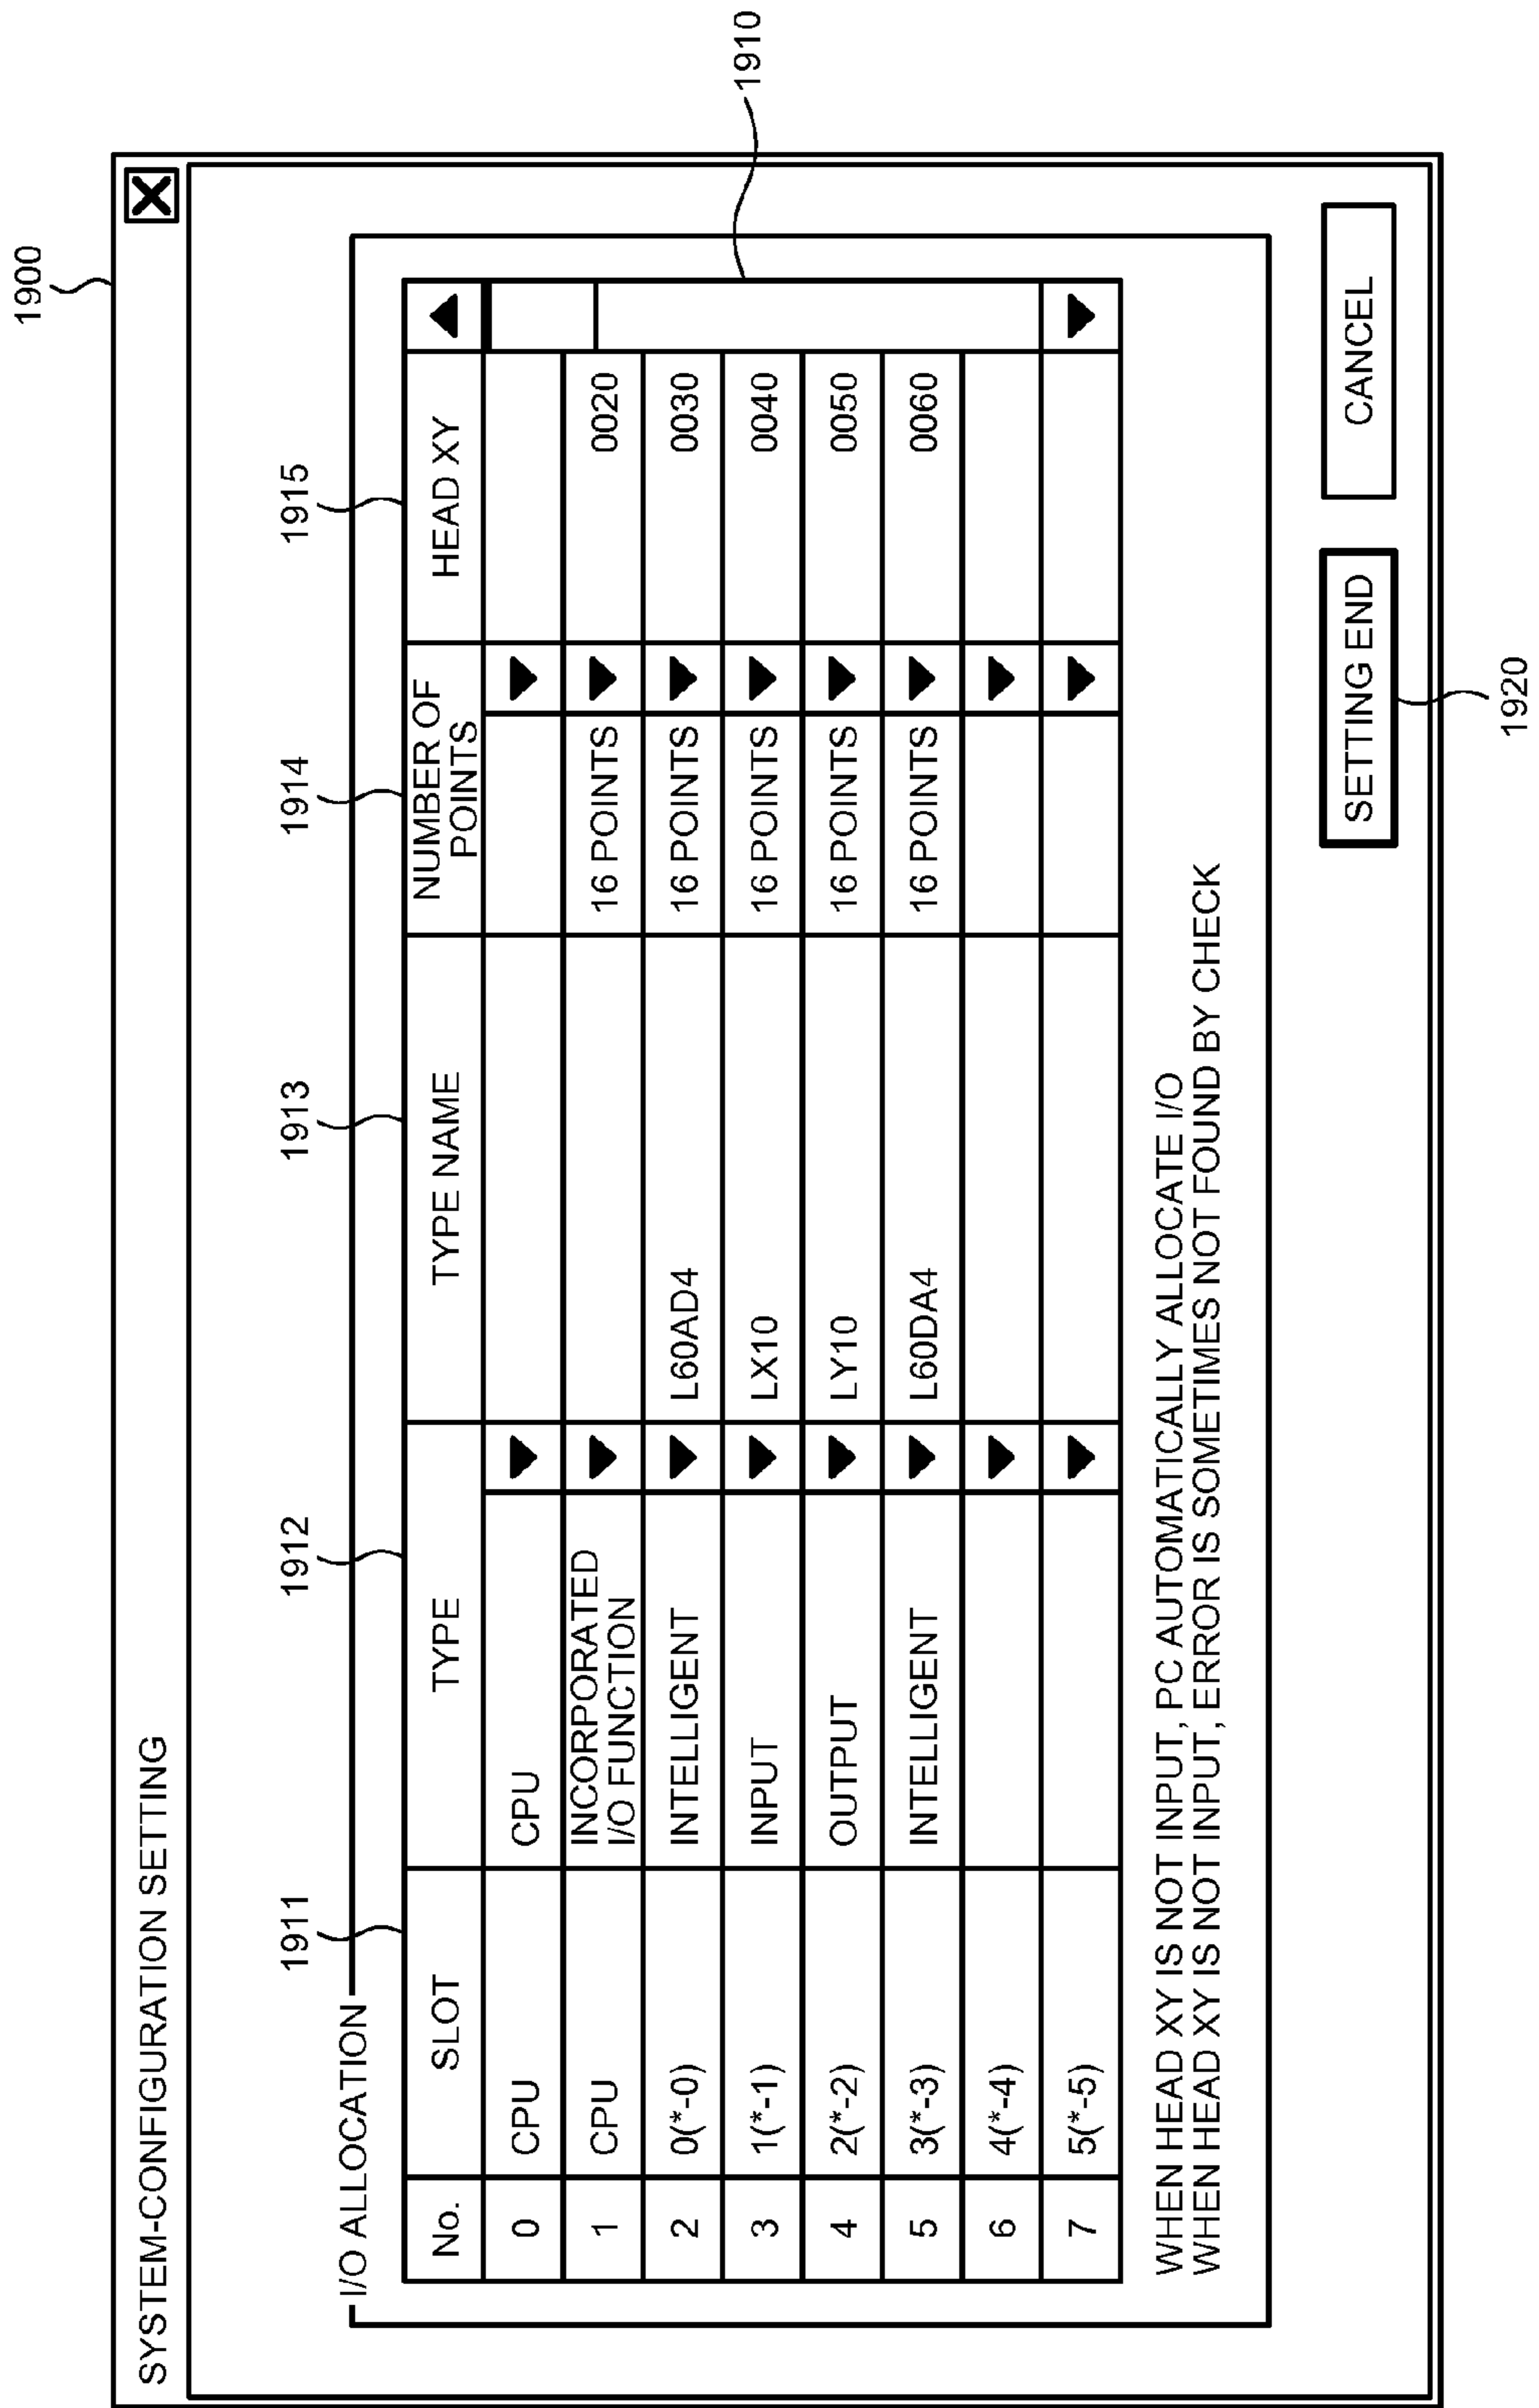 1900
SYSTEM-CONFIGURATION SETTING
X
I/O ALLOCATION
1911 1912 1913 1914 1915
No. SLOT TYPE TYPE NAME NUMBER OF POINTS HEAD XY
0 CPU CPU
1 CPU INCORPORATED I/O FUNCTION 16 POINTS 0020
2 0(*-0) INTELLIGENT L60AD4 16 POINTS 0030
3 1(*-1) INPUT LX10 16 POINTS 0040
4 2(*-2) OUTPUT LY10 16 POINTS 0050
5 3(*-3) INTELLIGENT L60DA4 16 POINTS 0060
6 4(*-4)
7 5(*-5)
1910
WHEN HEAD XY IS NOT INPUT, PC AUTOMATICALLY ALLOCATE I/O
WHEN HEAD XY IS NOT INPUT, ERROR IS SOMETIMES NOT FOUND BY CHECK
SETTING END CANCEL
1920